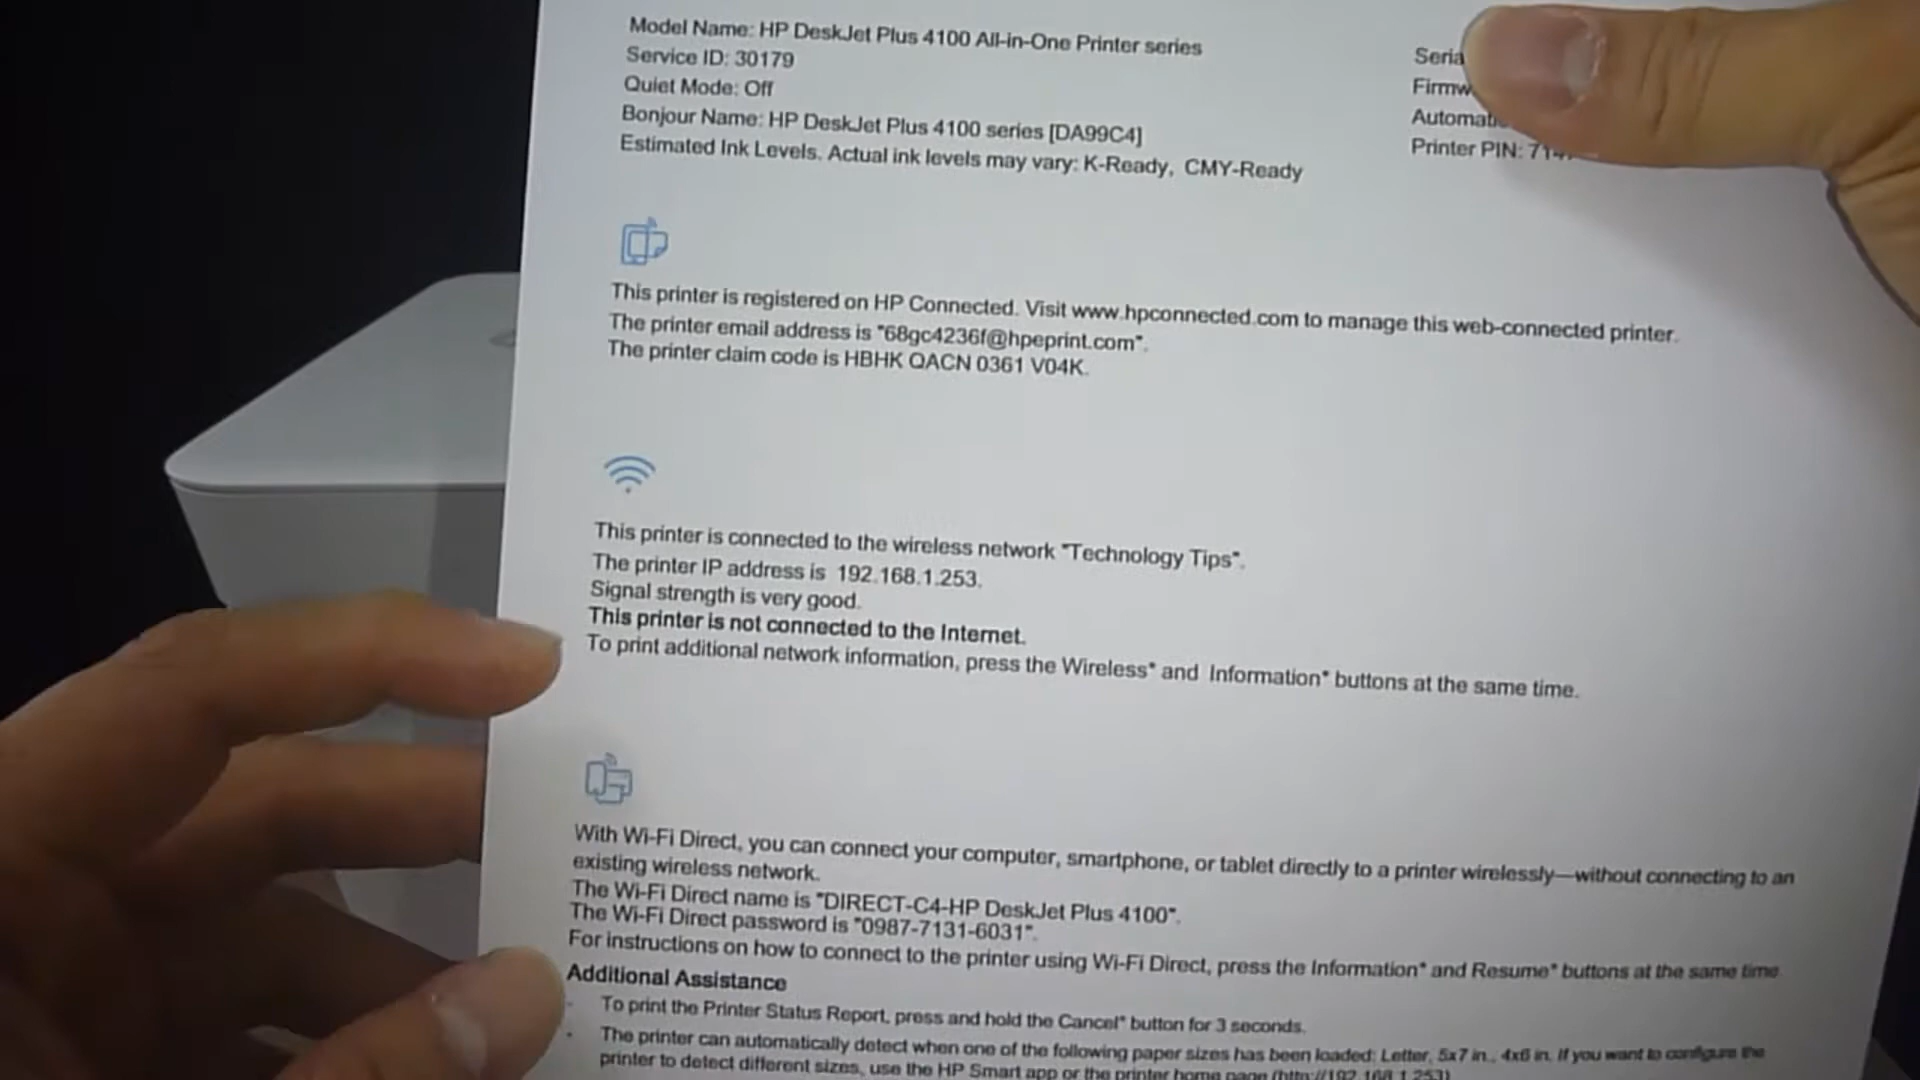 Model Name: HP DeskJet Plus 4100 All-in-One Printer series
Service ID: 30179
Quiet Mode: Off
Bonjour Name: HP DeskJet Plus 4100 series [DA99C4]
Estimated Ink Levels. Actual ink levels may vary: K-Ready, CMY-Ready
Printer PIN:
This printer is registered on HP Connected. Visit www.hpconnected.com to manage this web-connected printer.
The printer email address is "68gc4236f@hpeprint.com".
The printer claim code is HBHK QACN 0361 V04K.
This printer is connected to the wireless network "Technology Tips".
The printer IP address is 192.168.1.253.
Signal strength is very good.
This printer is not connected to the Internet.
To print additional network information, press the Wireless* and Information* buttons at the same time.
With Wi-Fi Direct, you can connect your computer, smartphone, or tablet directly to a printer wirelessly—without connecting to an
existing wireless network.
The Wi-Fi Direct name is "DIRECT-C4-HP DeskJet Plus 4100".
The Wi-Fi Direct password is "0987-7131-6031".
For instructions on how to connect to the printer using Wi-Fi Direct, press the Information* and Resume* buttons at the same time
Additional Assistance
- To print the Printer Status Report, press and hold the Cancel* button for 3 seconds.
- The printer can automatically detect when one of the following paper sizes has been loaded: Letter, 5x7 in., 4x6 in. If you want to configure the
printer to detect different sizes, use the HP Smart app or the printer home page (http://192.168.1.253)